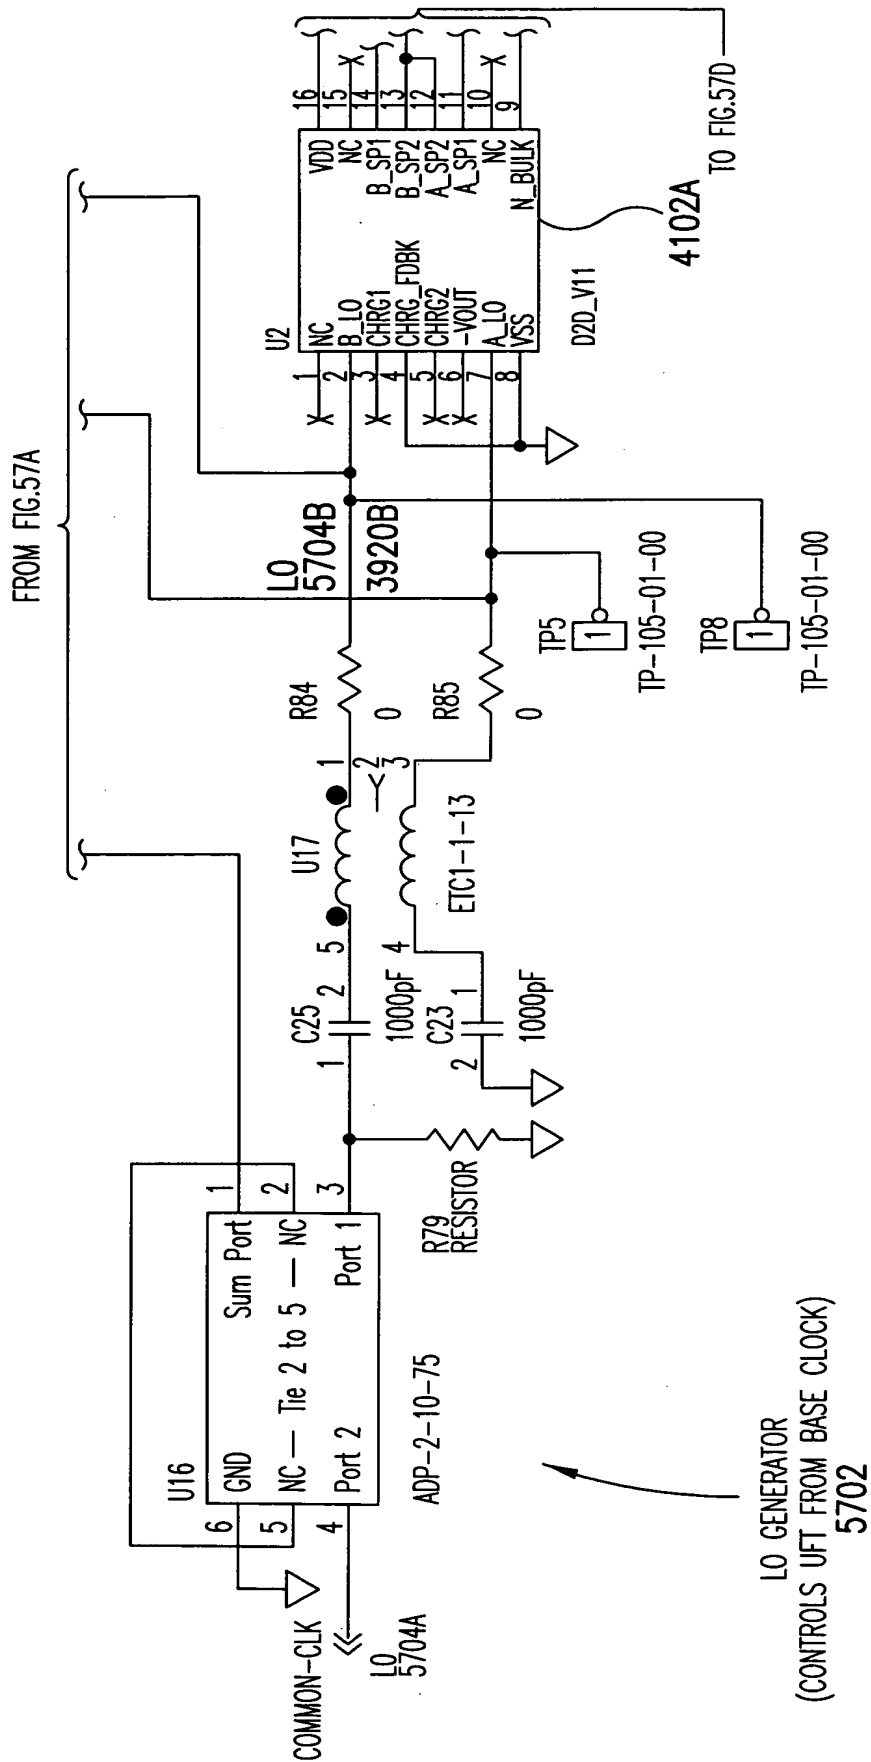 FROM FIG.57A
TO FIG.57D
U16
GND
NC — Tie 2 to 5 — NC
Sum Port
Port 2
Port 1
6
5
4
1
2
3
ADP-2-10-75
COMMON-CLK
LO
5704A
R79
RESISTOR
C25
1
2
1000pF
C23
2
1
1000pF
U17
5
4
1
2
3
ETC1-1-13
R84
0
R85
0
LO
5704B
3920B
TP5
1
TP-105-01-00
TP8
1
TP-105-01-00
U2
1
2
3
4
5
6
7
8
NC
B_LO
CHRG1
CHRG_FDBK
CHRG2
-VOUT
A_LO
VSS
VDD
NC
B_SP1
B_SP2
A_SP2
A_SP1
NC
N_BULK
16
15
14
13
12
11
10
9
D2D_V11
4102A
LO GENERATOR
(CONTROLS UFT FROM BASE CLOCK)
5702